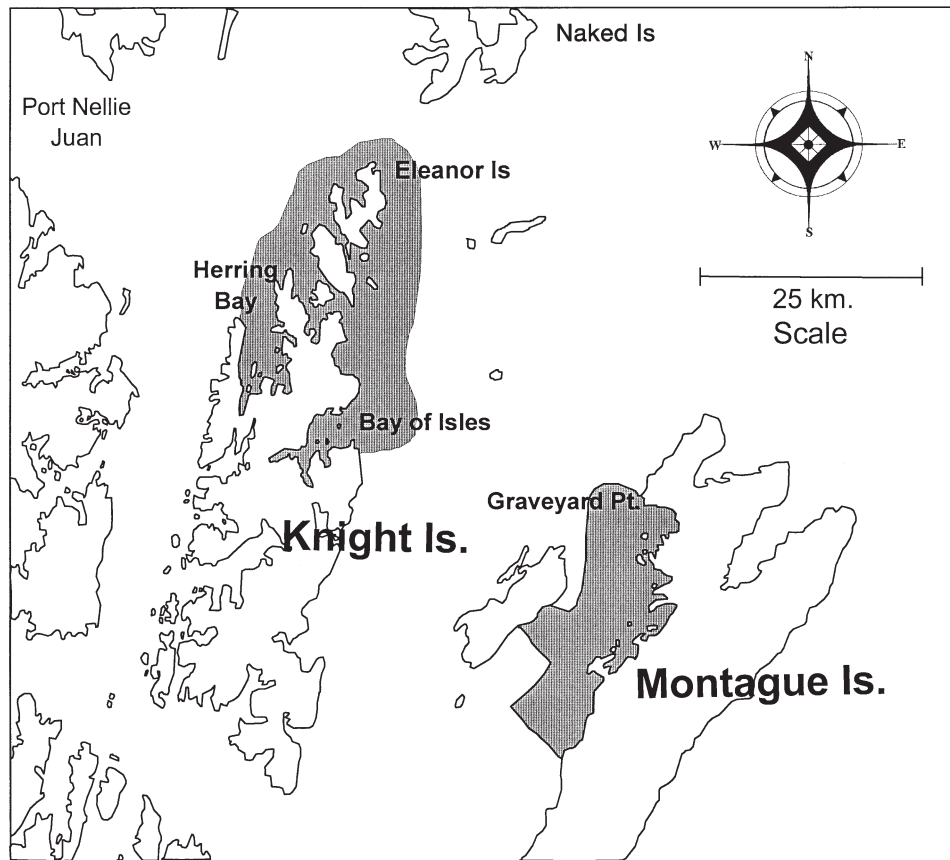 Naked Is
Port Nellie
Juan
N
W
E
S
Eleanor Is
Herring
Bay
25 km.
Scale
Bay of Isles
Graveyard Pt.
Knight Is.
Montague Is.